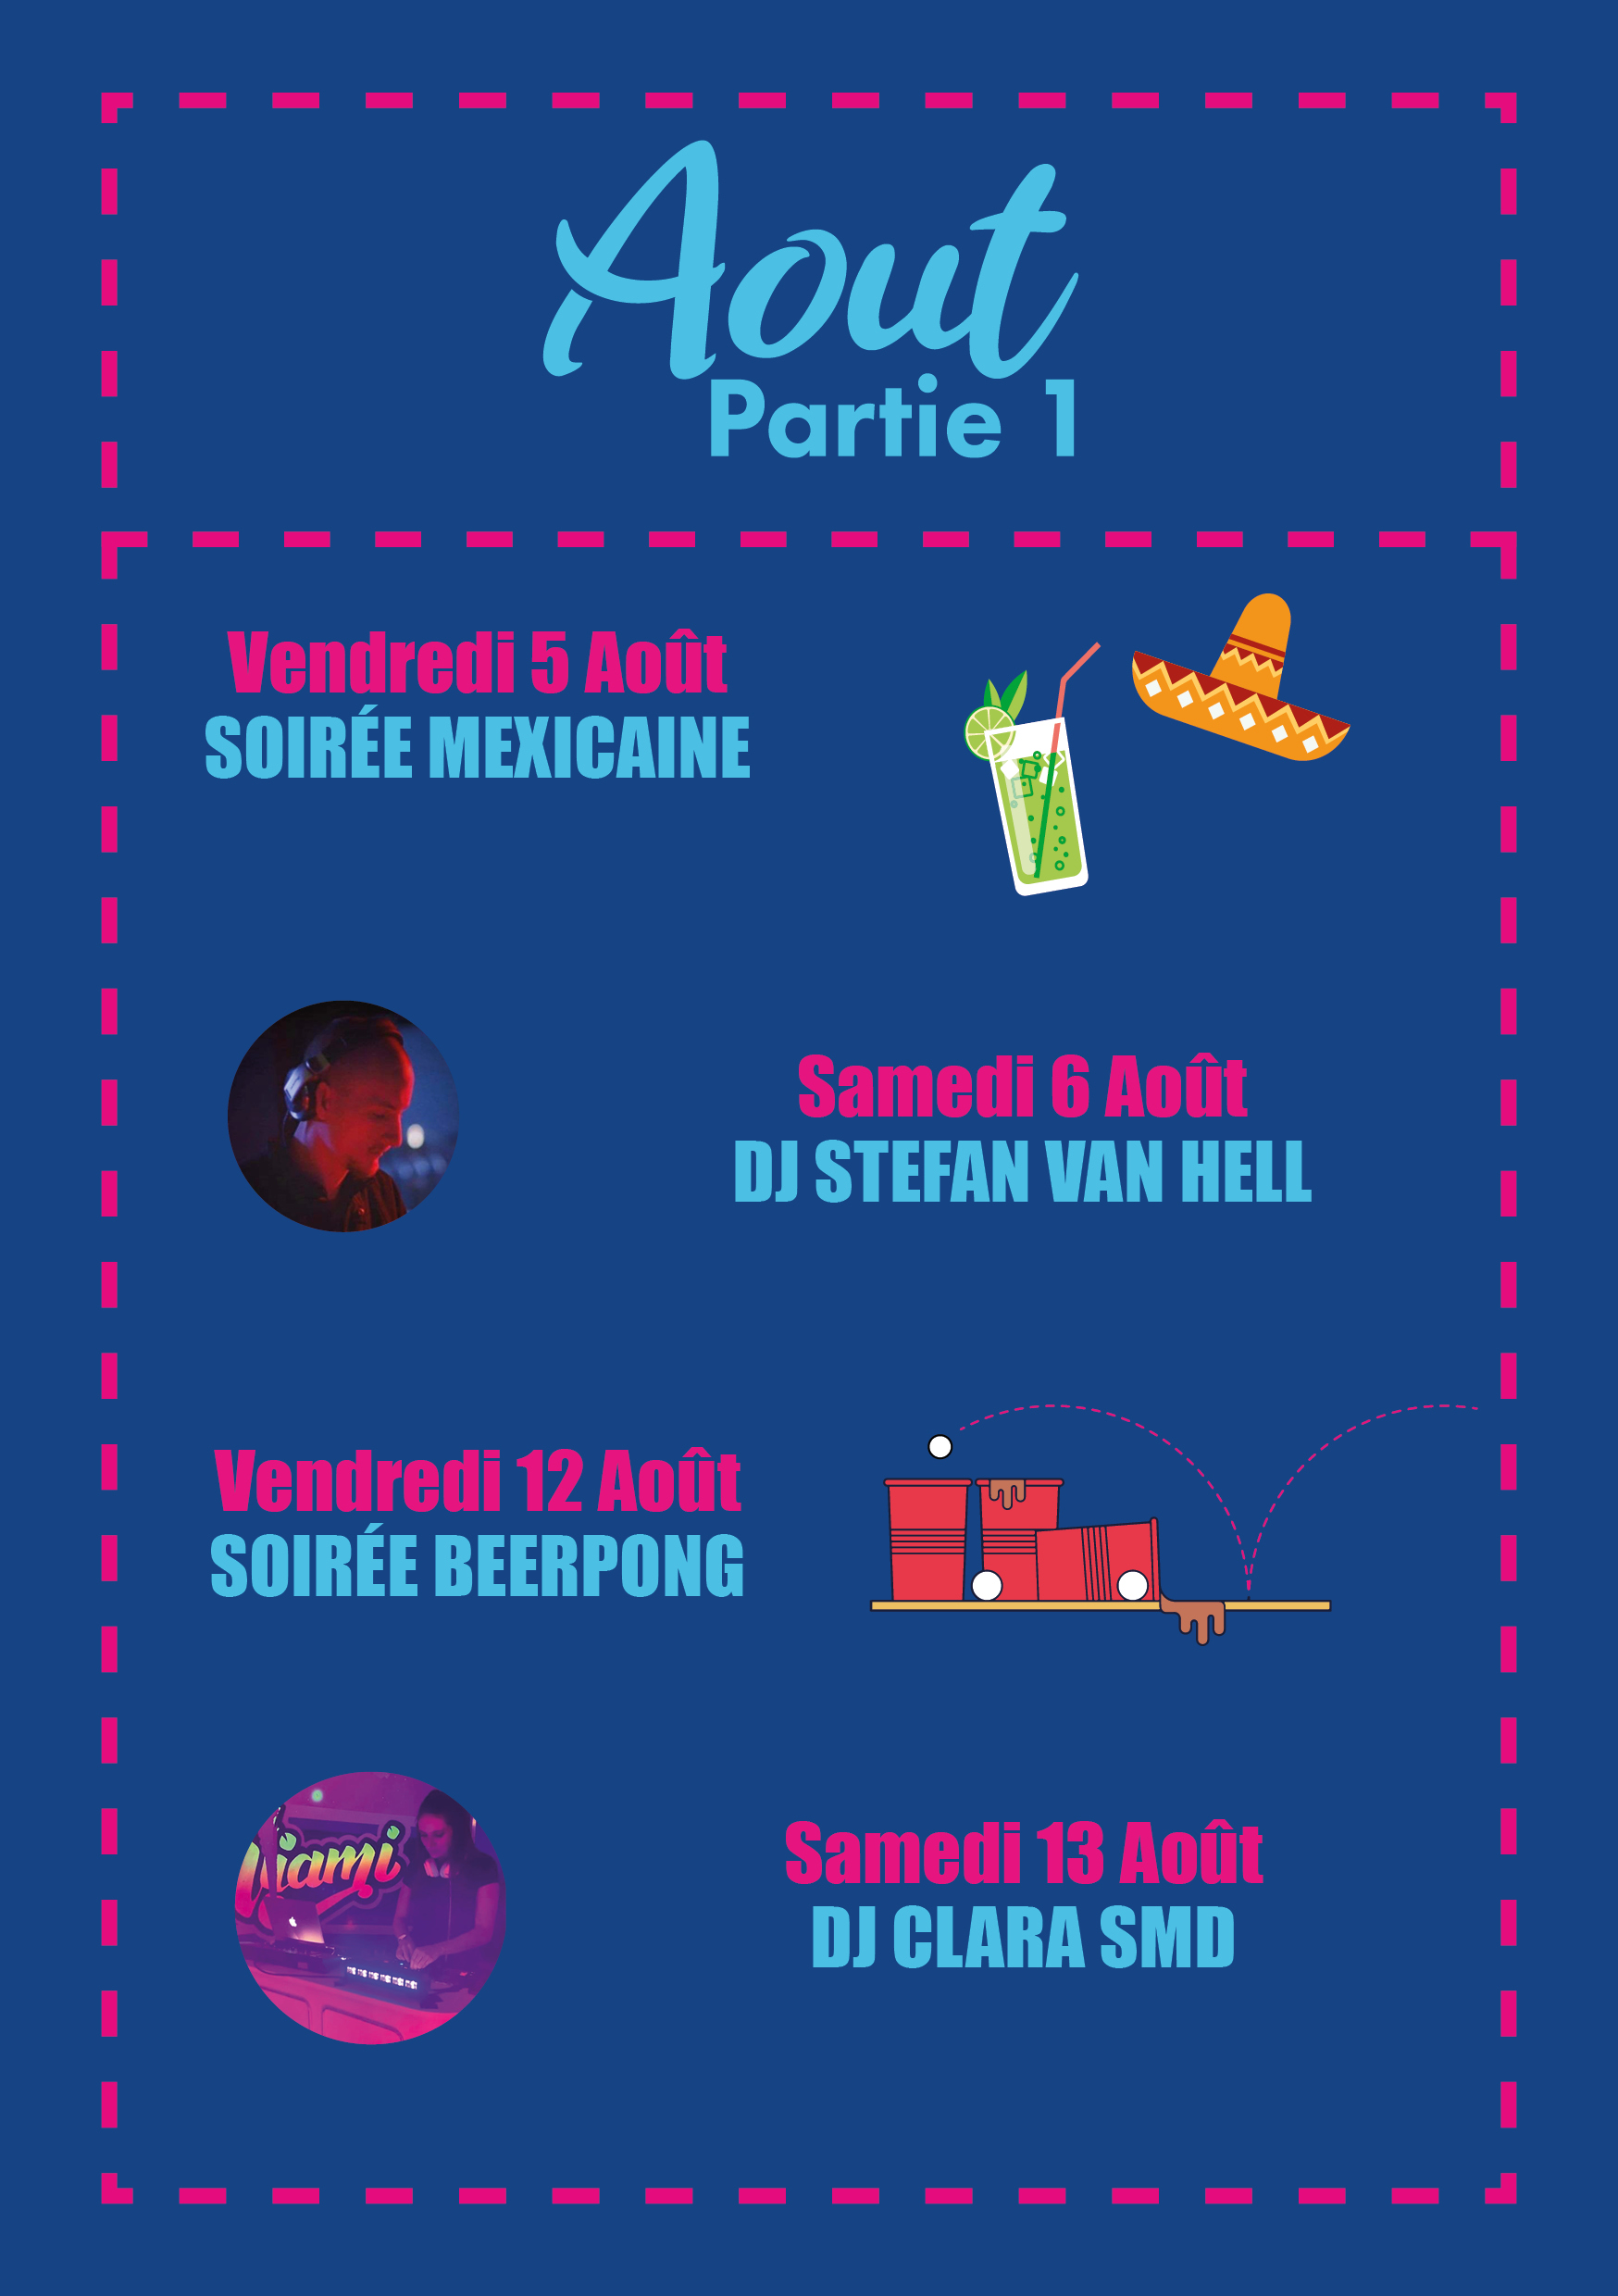 Aout
Partie 1
Vendredi 5 Août
SOIRÉE MEXICAINE
Samedi 6 Août
DJ STEFAN VAN HELL
Vendredi 12 Août
SOIRÉE BEERPONG
Samedi 13 Août
DJ CLARA SMD
Miami